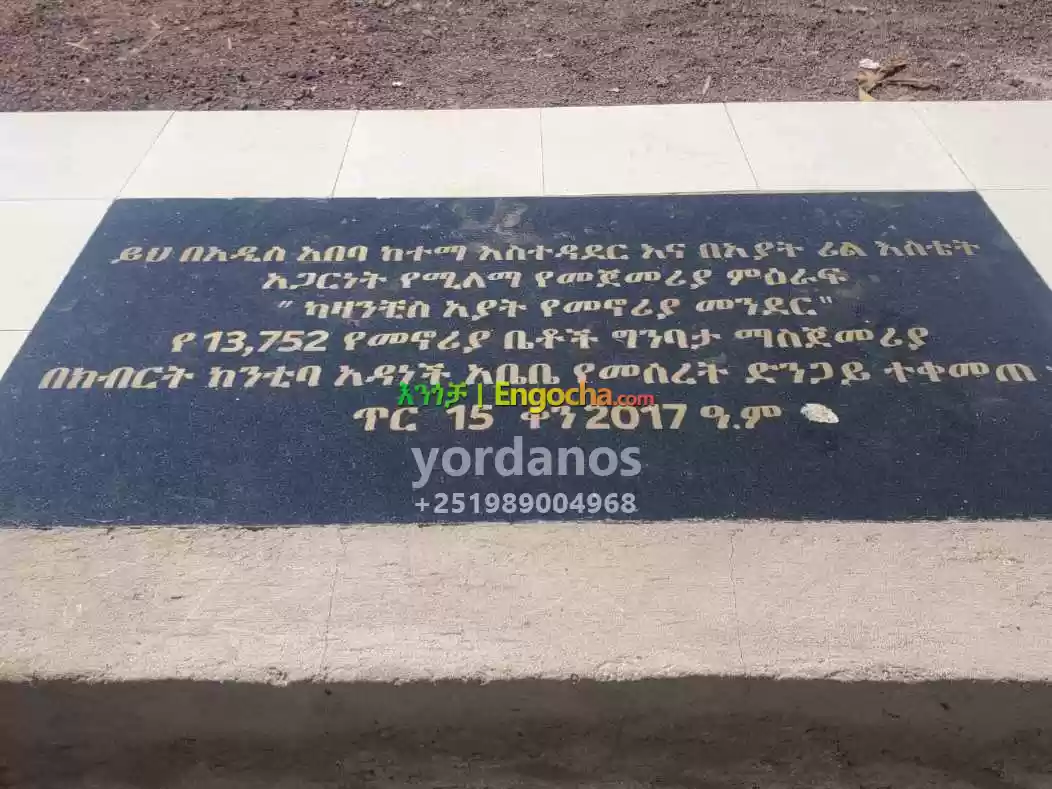 ይህ በአዲስ አበባ ከተማ አስተዳደር እና በአያት ሪል እስቴት
አጋርነት የሚለማ የመጀመሪያ ምዕራፍ
" ካዛንቺስ አያት የመኖሪያ መንደር "
የ 13,752 የመኖሪያ ቤቶች ግንባታ ማስጀመሪያ
በክብርት ከንቲባ አዳነች አቤቤ የመሰረት ድንጋይ ተቀመጠ
እንጎቻ | Engocha.com
ጥር 15 ቀን 2017 ዓ.ም
yordanos
+251989004968